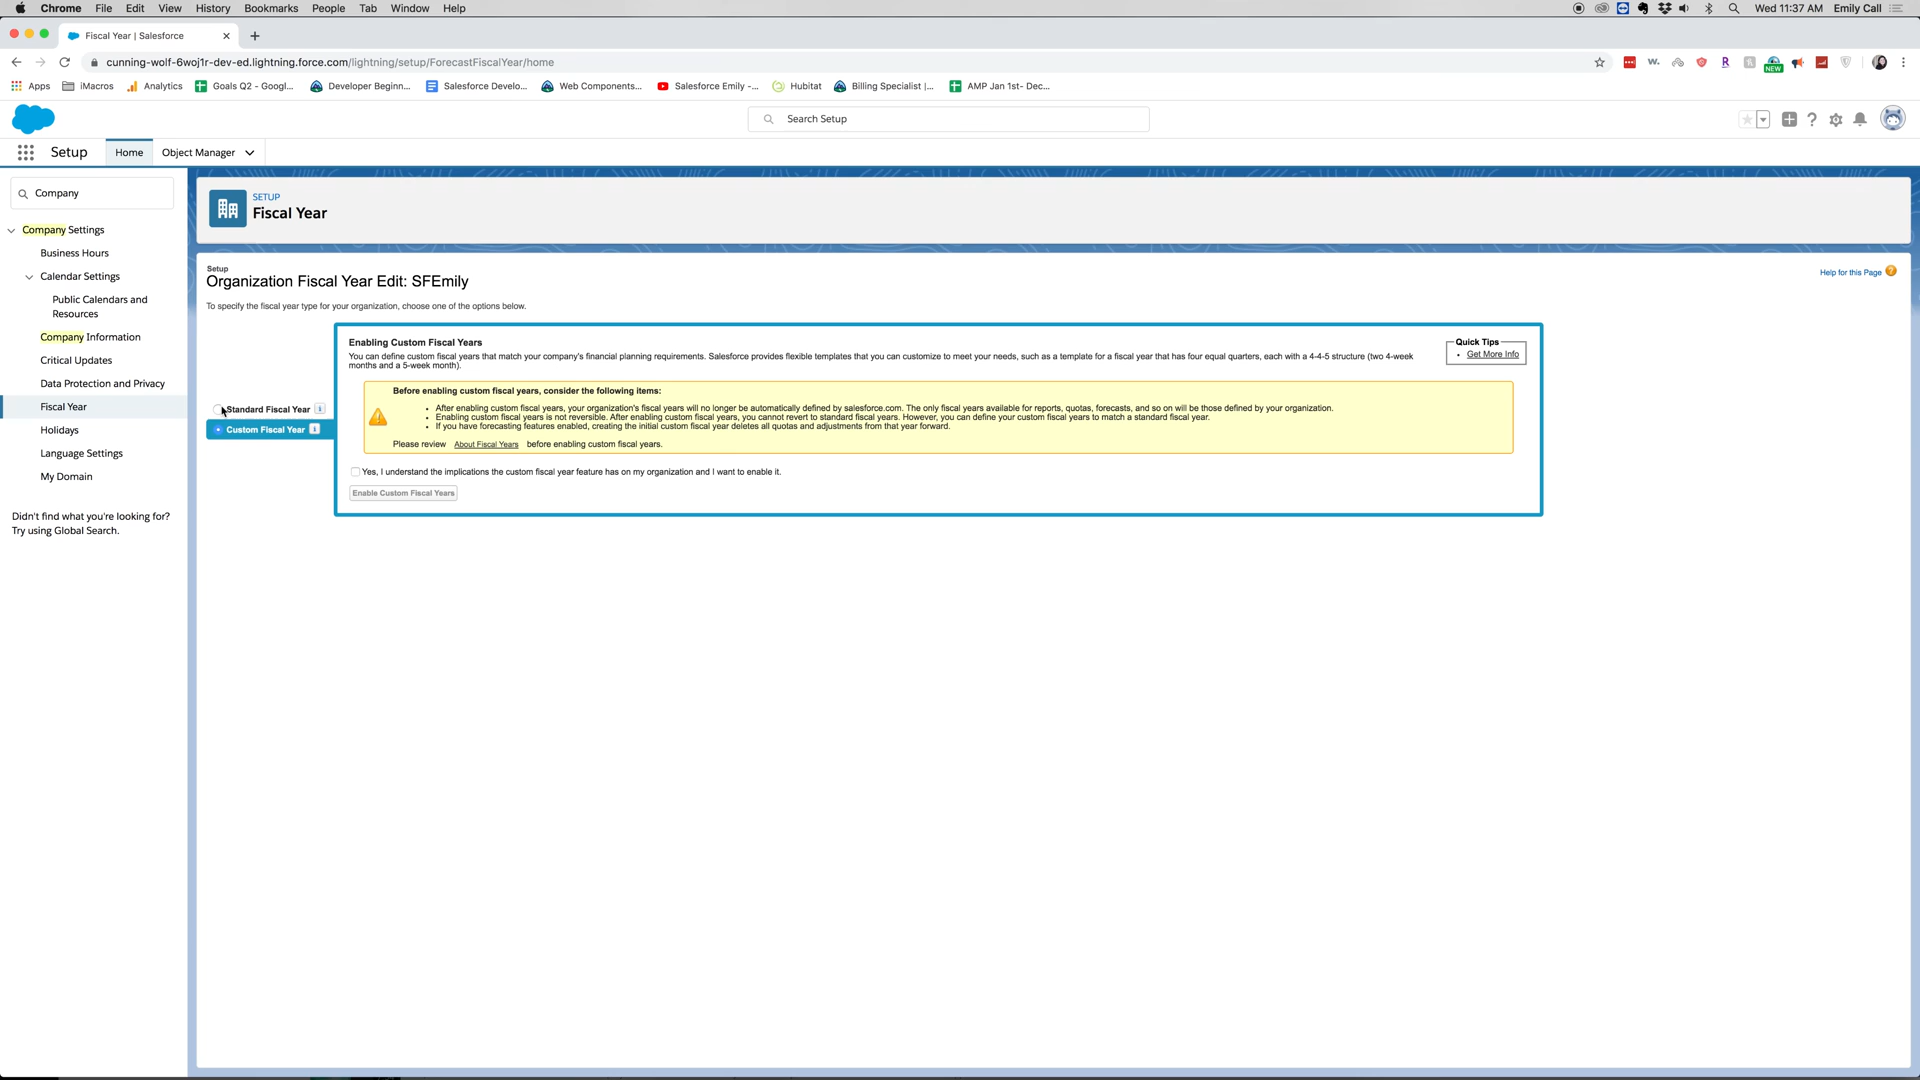 Chrome File Edit View History Bookmarks People Tab Window Help
Wed 11:37 AM Emily Call
Fiscal Year | Salesforce
cunning-wolf-6woj1r-dev-ed.lightning.force.com/lightning/setup/ForecastFiscalYear/home
Apps iMacros Analytics Goals Q2 - Googl... Developer Beginn... Salesforce Develo... Web Components... Salesforce Emily -... Hubitat Billing Specialist |... AMP Jan 1st- Dec...
NEW
Search Setup
Setup Home Object Manager
Company
Company Settings
Business Hours
Calendar Settings
Public Calendars and
Resources
Company Information
Critical Updates
Data Protection and Privacy
Fiscal Year
Holidays
Language Settings
My Domain
Didn't find what you're looking for?
Try using Global Search.
SETUP
Fiscal Year
Setup
Organization Fiscal Year Edit: SFEmily
Help for this Page
To specify the fiscal year type for your organization, choose one of the options below.
Standard Fiscal Year
Custom Fiscal Year
Enabling Custom Fiscal Years
You can define custom fiscal years that match your company's financial planning requirements. Salesforce provides flexible templates that you can customize to meet your needs, such as a template for a fiscal year that has four equal quarters, each with a 4-4-5 structure (two 4-week
months and a 5-week month).
Quick Tips
Get More Info
Before enabling custom fiscal years, consider the following items:
After enabling custom fiscal years, your organization's fiscal years will no longer be automatically defined by salesforce.com. The only fiscal years available for reports, quotas, forecasts, and so on will be those defined by your organization.
Enabling custom fiscal years is not reversible. After enabling custom fiscal years, you cannot revert to standard fiscal years. However, you can define your custom fiscal years to match a standard fiscal year.
If you have forecasting features enabled, creating the initial custom fiscal year deletes all quotas and adjustments from that year forward.
Please review About Fiscal Years before enabling custom fiscal years.
Yes, I understand the implications the custom fiscal year feature has on my organization and I want to enable it.
Enable Custom Fiscal Years